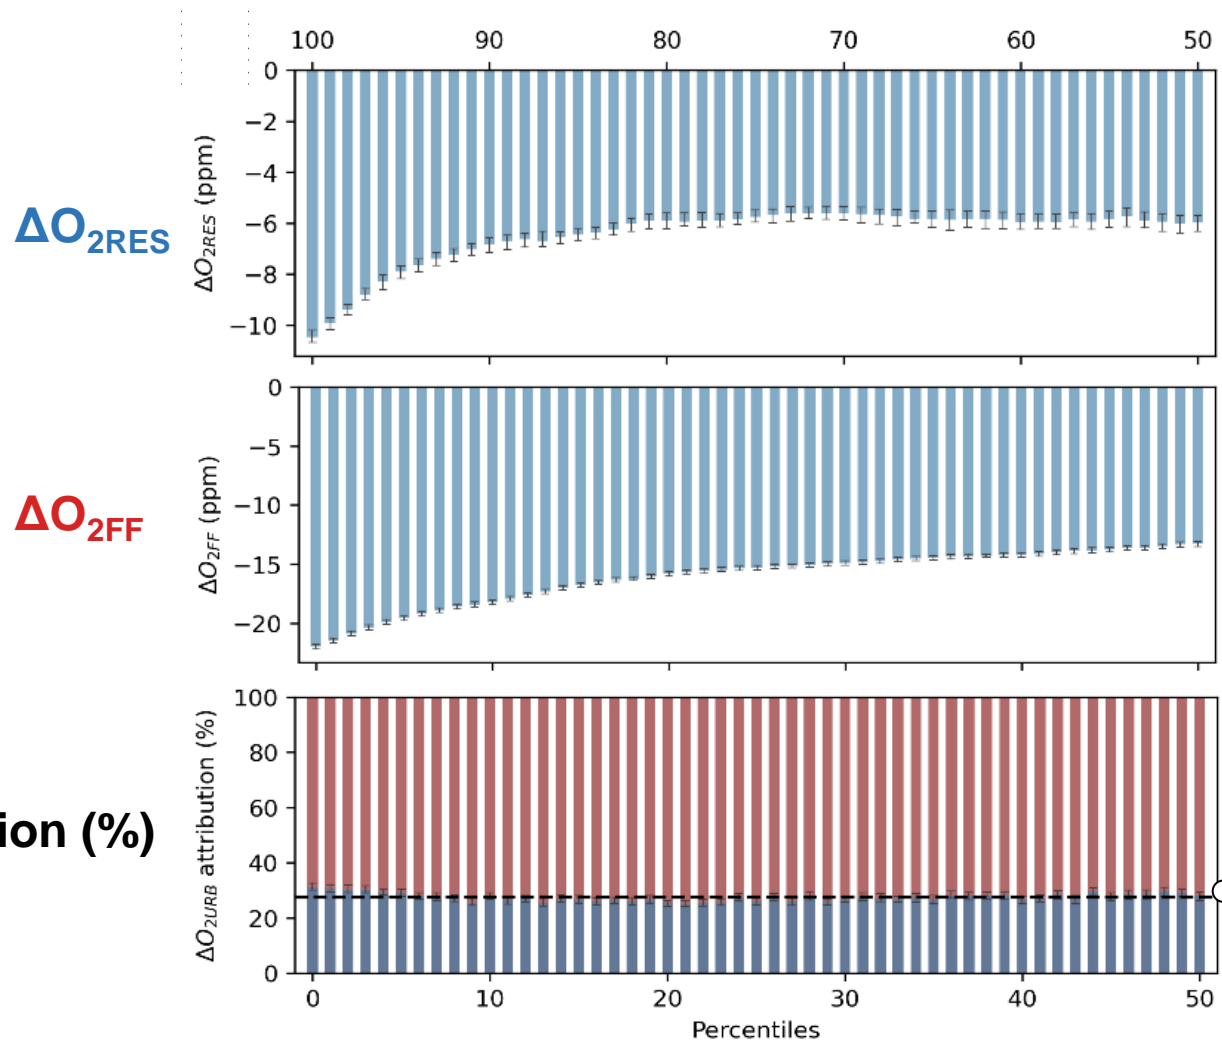 100 90 80 70 60 50
0
−2
−4
−6
−8
−10
ΔO2RES (ppm)
ΔO2RES
0
−5
−10
−15
−20
ΔO2FF (ppm)
ΔO2FF
100
80
60
40
20
0
ΔO2URB attribution (%)
ion (%)
0 10 20 30 40 50
Percentiles